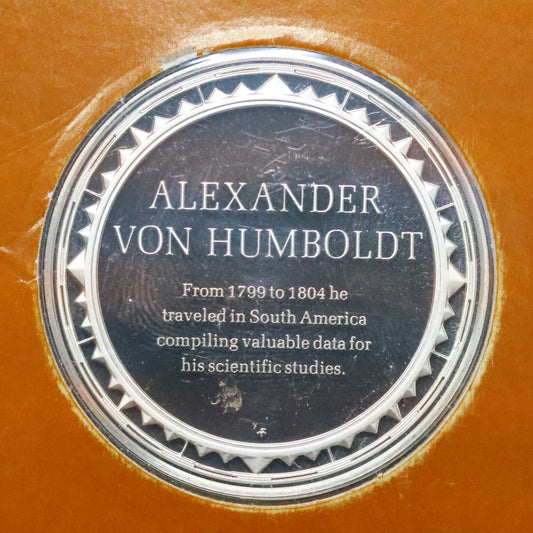 ALEXANDER
VON HUMBOLDT
From 1799 to 1804 he
traveled in South America
compiling valuable data for
his scientific studies.